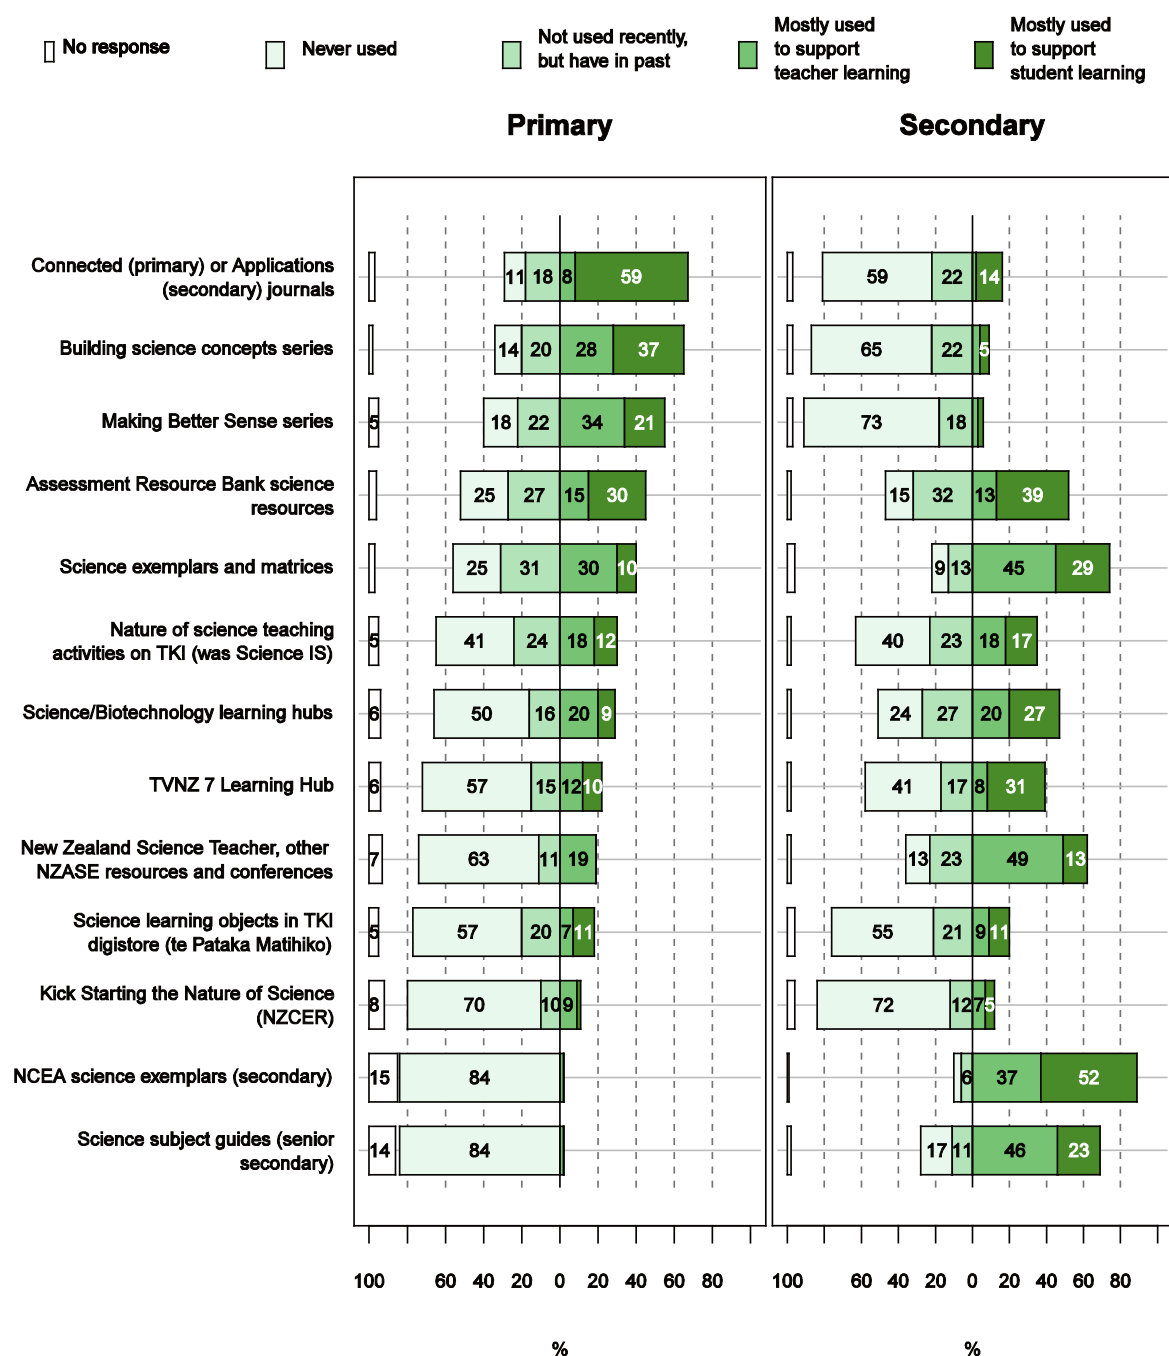 No response
Never used
Not used recently,
but have in past
Mostly used
to support
teacher learning
Mostly used
to support
student learning
Primary
Secondary
Connected (primary) or Applications
(secondary) journals
11 18 8 59
59 22 14
Building science concepts series
14 20 28 37
65 22 5
Making Better Sense series
5 18 22 34 21
73 18
Assessment Resource Bank science
resources
25 27 15 30
15 32 13 39
Science exemplars and matrices
25 31 30 10
9 13 45 29
Nature of science teaching
activities on TKI (was Science IS)
5 41 24 18 12
40 23 18 17
Science/Biotechnology learning hubs
6 50 16 20 9
24 27 20 27
TVNZ 7 Learning Hub
6 57 15 12 10
41 17 8 31
New Zealand Science Teacher, other
NZASE resources and conferences
7 63 11 19
13 23 49 13
Science learning objects in TKI
digistore (te Pataka Matihiko)
5 57 20 7 11
55 21 9 11
Kick Starting the Nature of Science
(NZCER)
8 70 10 9
72 12 7 5
NCEA science exemplars (secondary)
15 84
6 37 52
Science subject guides (senior
secondary)
14 84
17 11 46 23
100 60 40 20 0 20 40 60 80
100 60 40 20 0 20 40 60 80
%
%